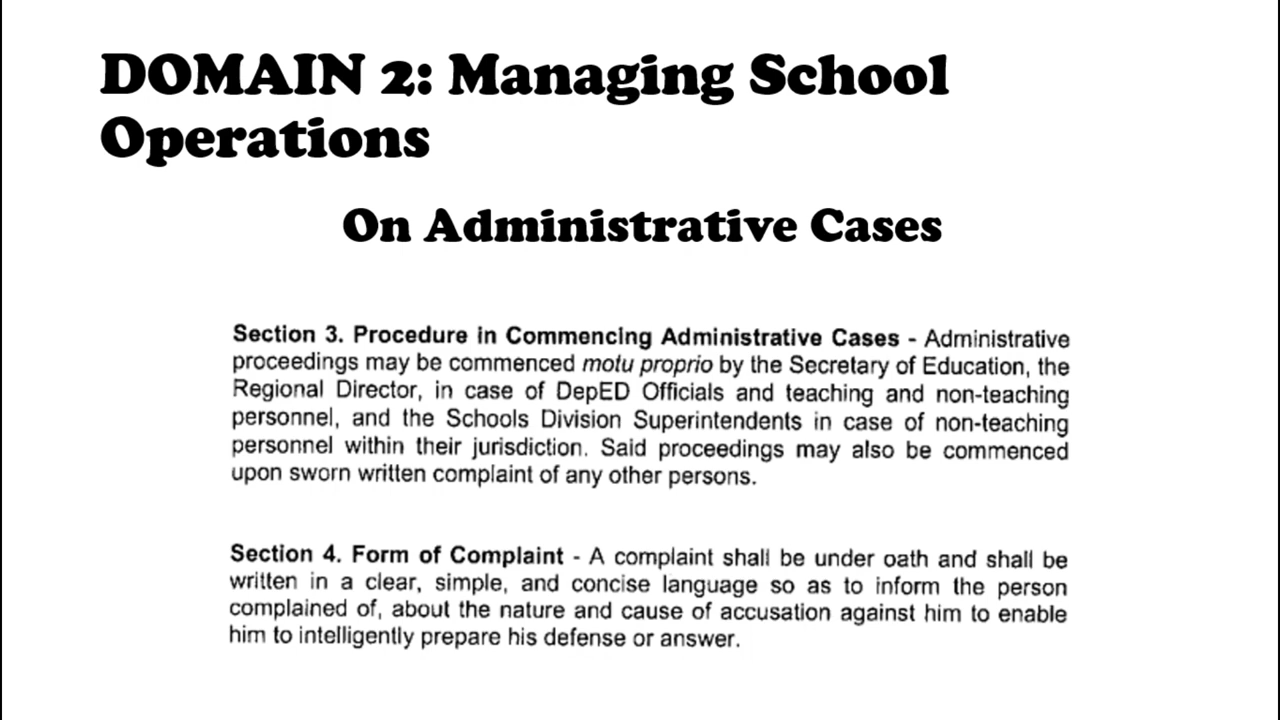 DOMAIN 2: Managing School
Operations
On Administrative Cases
Section 3. Procedure in Commencing Administrative Cases - Administrative
proceedings may be commenced motu proprio by the Secretary of Education, the
Regional Director, in case of DepED Officials and teaching and non-teaching
personnel, and the Schools Division Superintendents in case of non-teaching
personnel within their jurisdiction. Said proceedings may also be commenced
upon sworn written complaint of any other persons.
Section 4. Form of Complaint - A complaint shall be under oath and shall be
written in a clear, simple, and concise language so as to inform the person
complained of, about the nature and cause of accusation against him to enable
him to intelligently prepare his defense or answer.